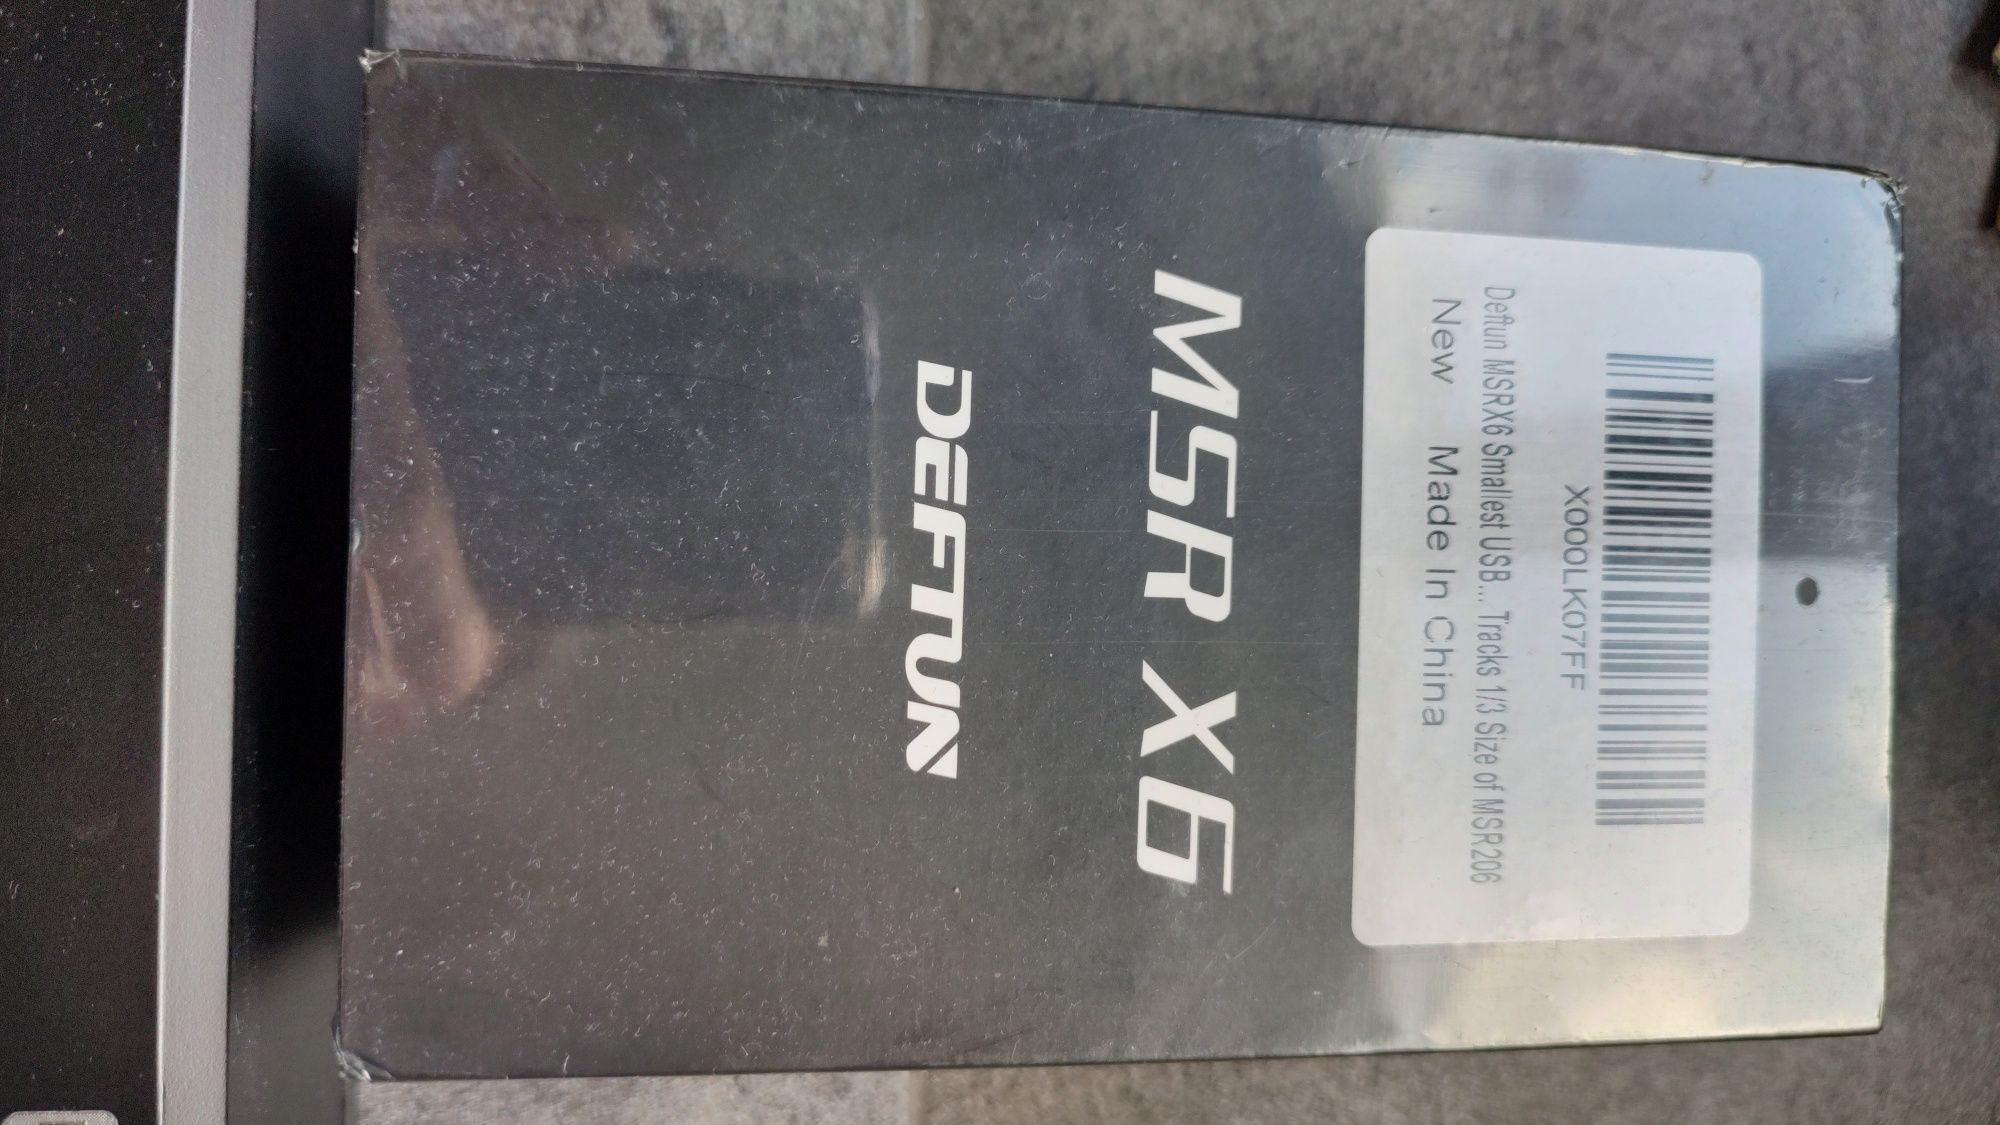 DEFTUN
MSR X6
New Made In China
Deftun MSRX6 Smallest USB... Tracks 1/3 Size of MSR206
X000LK07FF